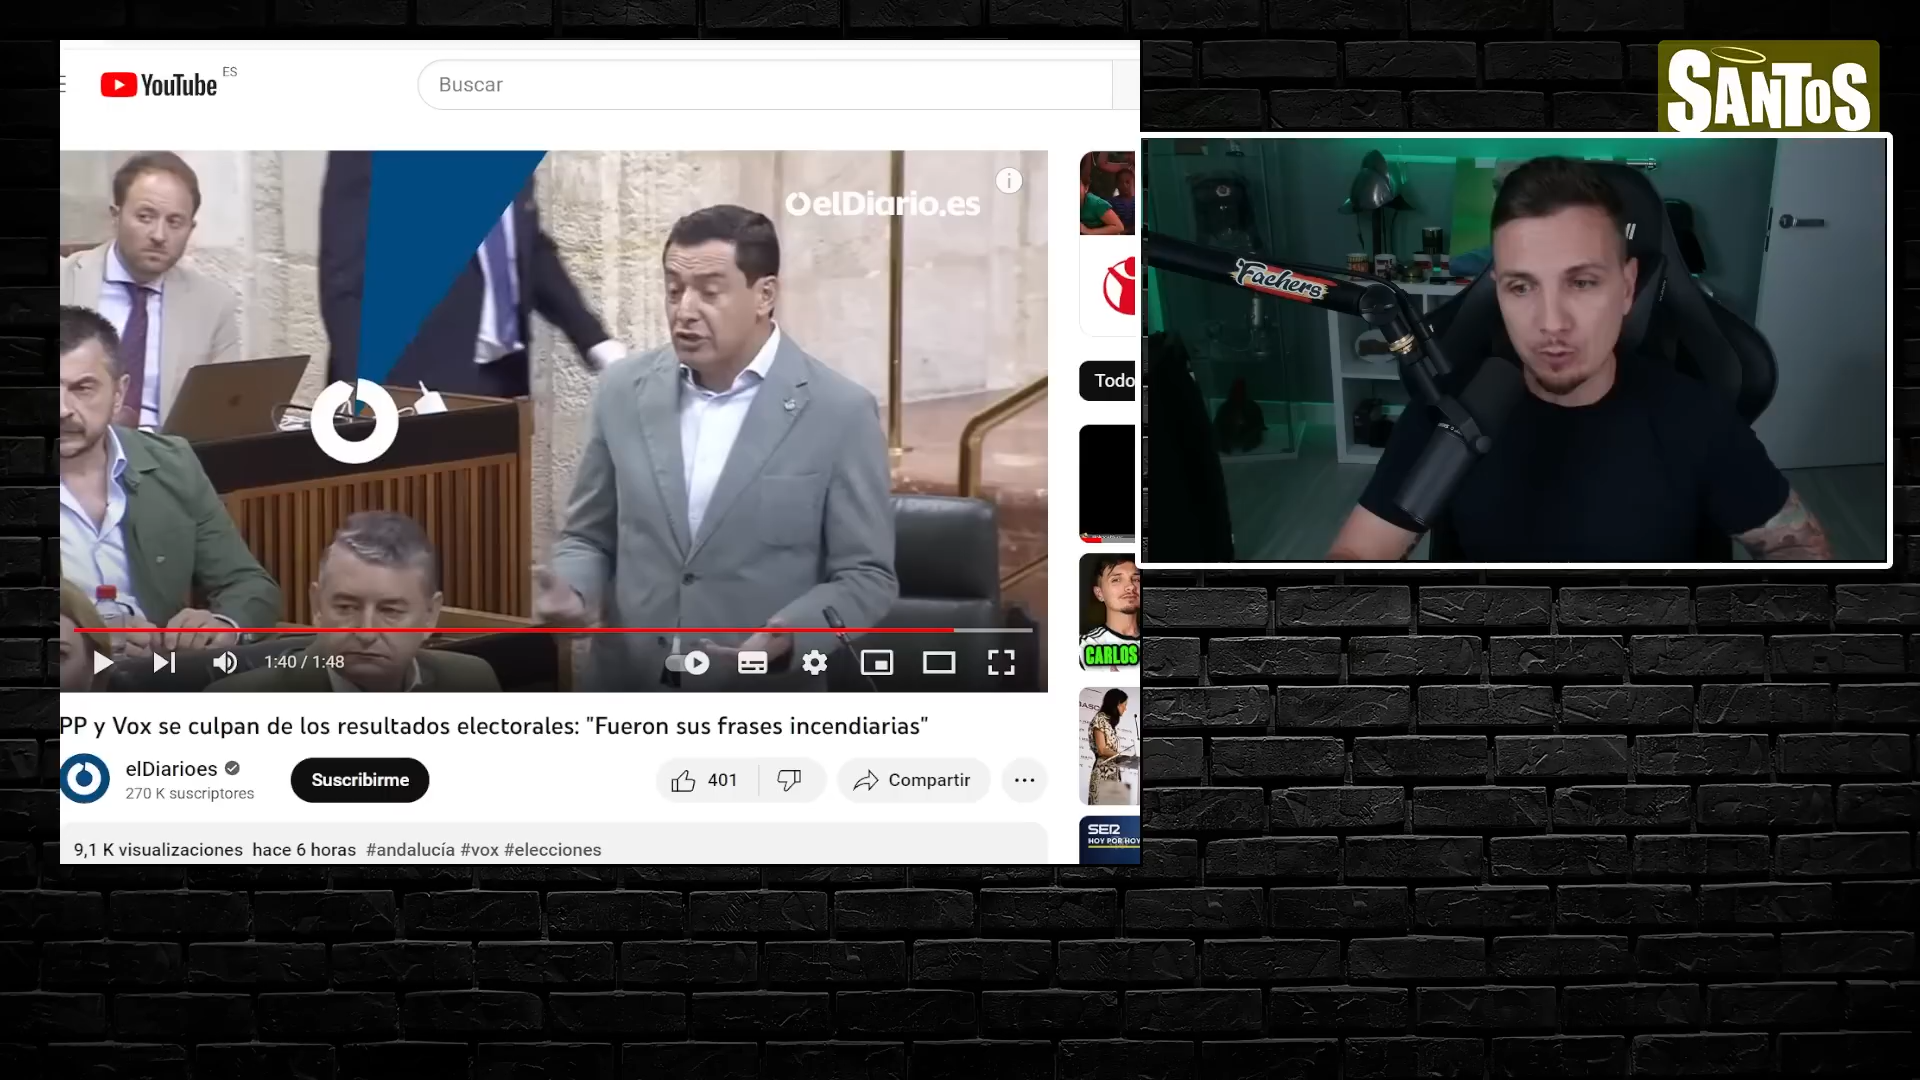 YouTube ES
Buscar
SANTOS
elDiario.es
Fachers
Todo
1:40 / 1:48
CARLOS
PP y Vox se culpan de los resultados electorales: "Fueron sus frases incendiarias"
elDiarioes
270 K suscriptores
Suscribirme
401
Compartir
SER
HOY POR HOY
9,1 K visualizaciones hace 6 horas #andalucía #vox #elecciones